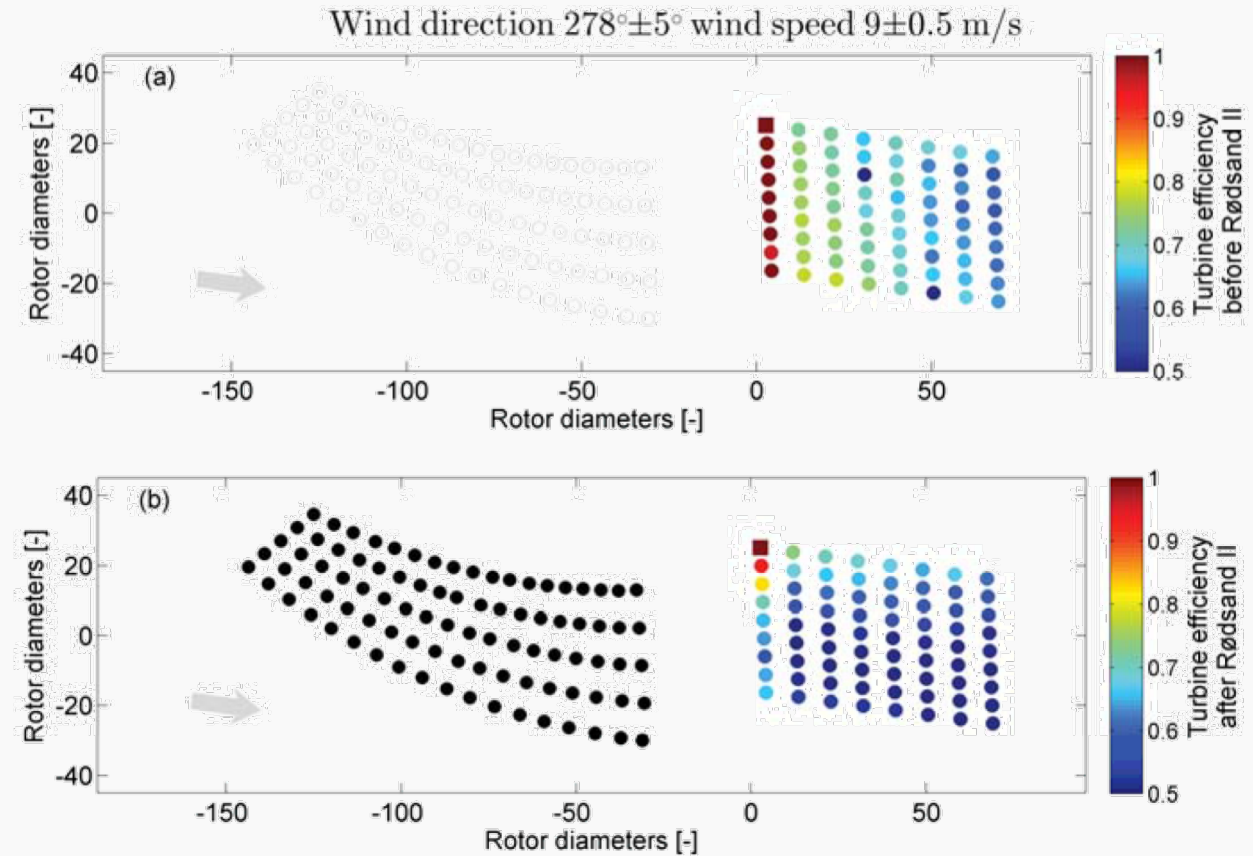 Wind direction 278°±5° wind speed 9±0.5 m/s
(a)
40
20
0
-20
-40
Rotor diameters [-]
-150
-100
-50
0
50
Rotor diameters [-]
1
0.9
0.8
0.7
0.6
0.5
Turbine efficiency
before Rødsand II
(b)
40
20
0
-20
-40
Rotor diameters [-]
-150
-100
-50
0
50
Rotor diameters [-]
1
0.9
0.8
0.7
0.6
0.5
Turbine efficiency
after Rødsand II